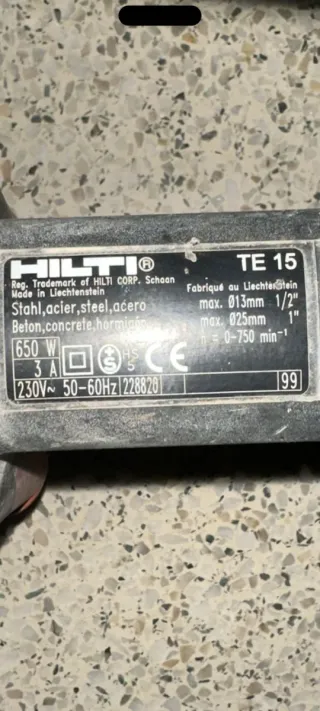 HILTI® TE 15
Reg. Trademark of HILTI CORP. Schaan
Made in Liechtenstein Fabriqué au Liechtenstein
Stahl,acier,steel,acero max. Ø13mm 1/2"
Beton,concrete,hormigon max. Ø25mm 1"
650 W n = 0-750 min⁻¹
3 A S HS 5 CE
230V~ 50-60Hz 228820 99